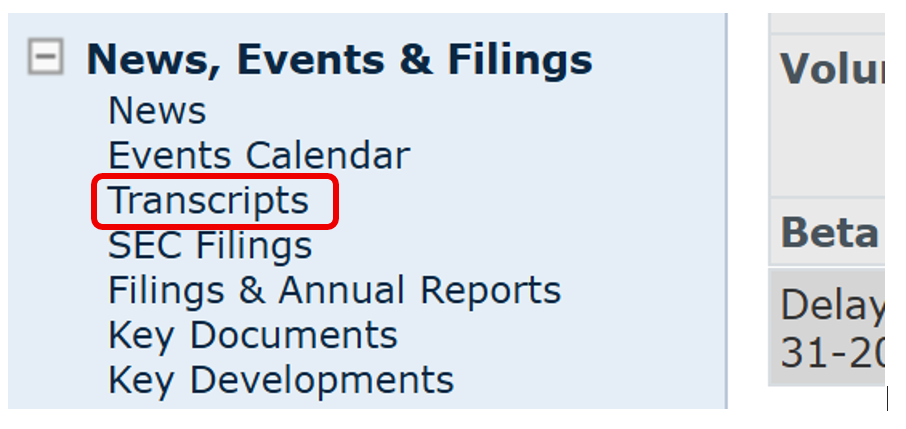 News, Events & Filings
News
Events Calendar
Transcripts
SEC Filings
Filings & Annual Reports
Key Documents
Key Developments
Beta